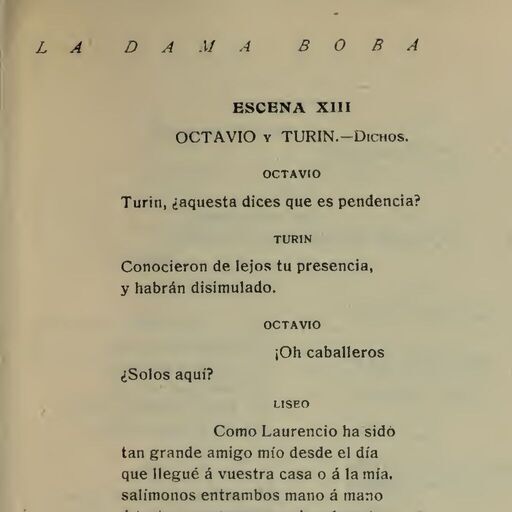 LA DAMA BOBA
ESCENA XIII
OCTAVIO Y TURIN.—DICHOS.
OCTAVIO
Turin, ¿aquesta dices que es pendencia?
TURIN
Conocieron de lejos tu presencia,
y habrán disimulado.
OCTAVIO
¡Oh caballeros
¿Solos aquí?
LISEO
Como Laurencio ha sido
tan grande amigo mío desde el día
que llegué á vuestra casa o á la mía,
salímonos entrambos mano á mano